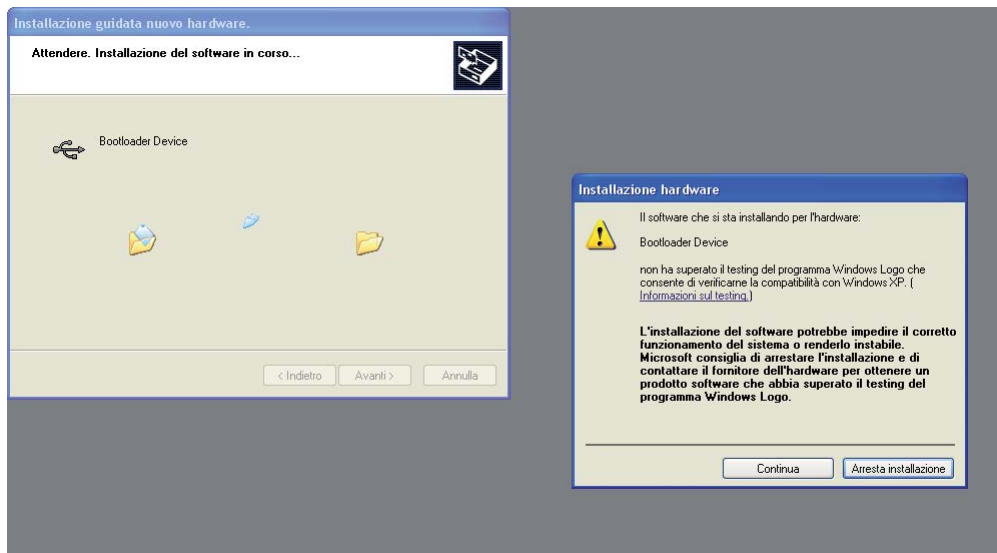 Installazione guidata nuovo hardware.
Attendere. Installazione del software in corso...
Bootloader Device
< Indietro
Avanti >
Annulla
Installazione hardware
Il software che si sta installando per l'hardware:
Bootloader Device
non ha superato il testing del programma Windows Logo che
consente di verificarne la compatibilità con Windows XP. (
Informazioni sul testing.)
L'installazione del software potrebbe impedire il corretto
funzionamento del sistema o renderlo instabile.
Microsoft consiglia di arrestare l'installazione e di
contattare il fornitore dell'hardware per ottenere un
prodotto software che abbia superato il testing del
programma Windows Logo.
Continua
Arresta installazione